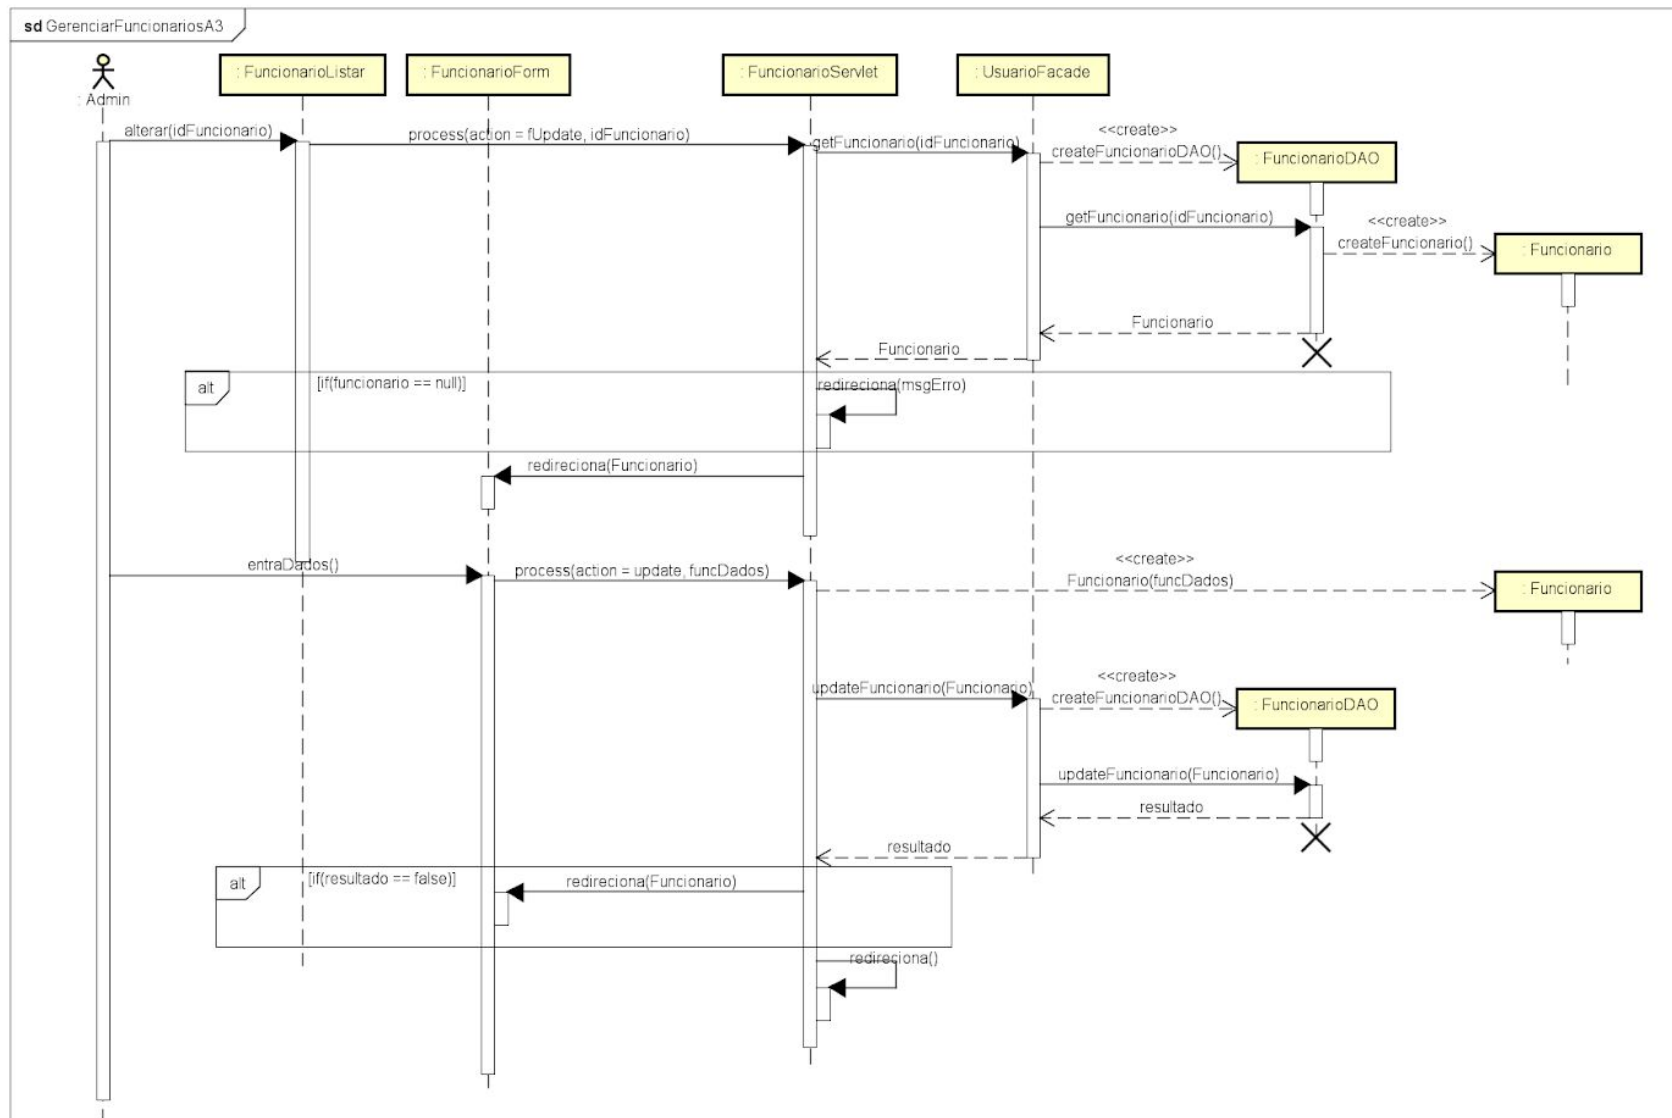 sd GerenciarFuncionariosA3
: FuncionarioListar
: FuncionarioForm
: FuncionarioServlet
: UsuarioFacade
: Admin
alterar(idFuncionario)
process(action = fUpdate, idFuncionario)
getFuncionario(idFuncionario)
<<create>>
createFuncionarioDAO()
: FuncionarioDAO
getFuncionario(idFuncionario)
<<create>>
createFuncionario()
: Funcionario
Funcionario
Funcionario
alt
[if(funcionario == null)]
redireciona(msgErro)
redireciona(Funcionario)
entraDados()
process(action = update, funcDados)
<<create>>
Funcionario(funcDados)
: Funcionario
updateFuncionario(Funcionario)
<<create>>
createFuncionarioDAO()
: FuncionarioDAO
updateFuncionario(Funcionario)
resultado
resultado
alt
[if(resultado == false)]
redireciona(Funcionario)
redireciona()